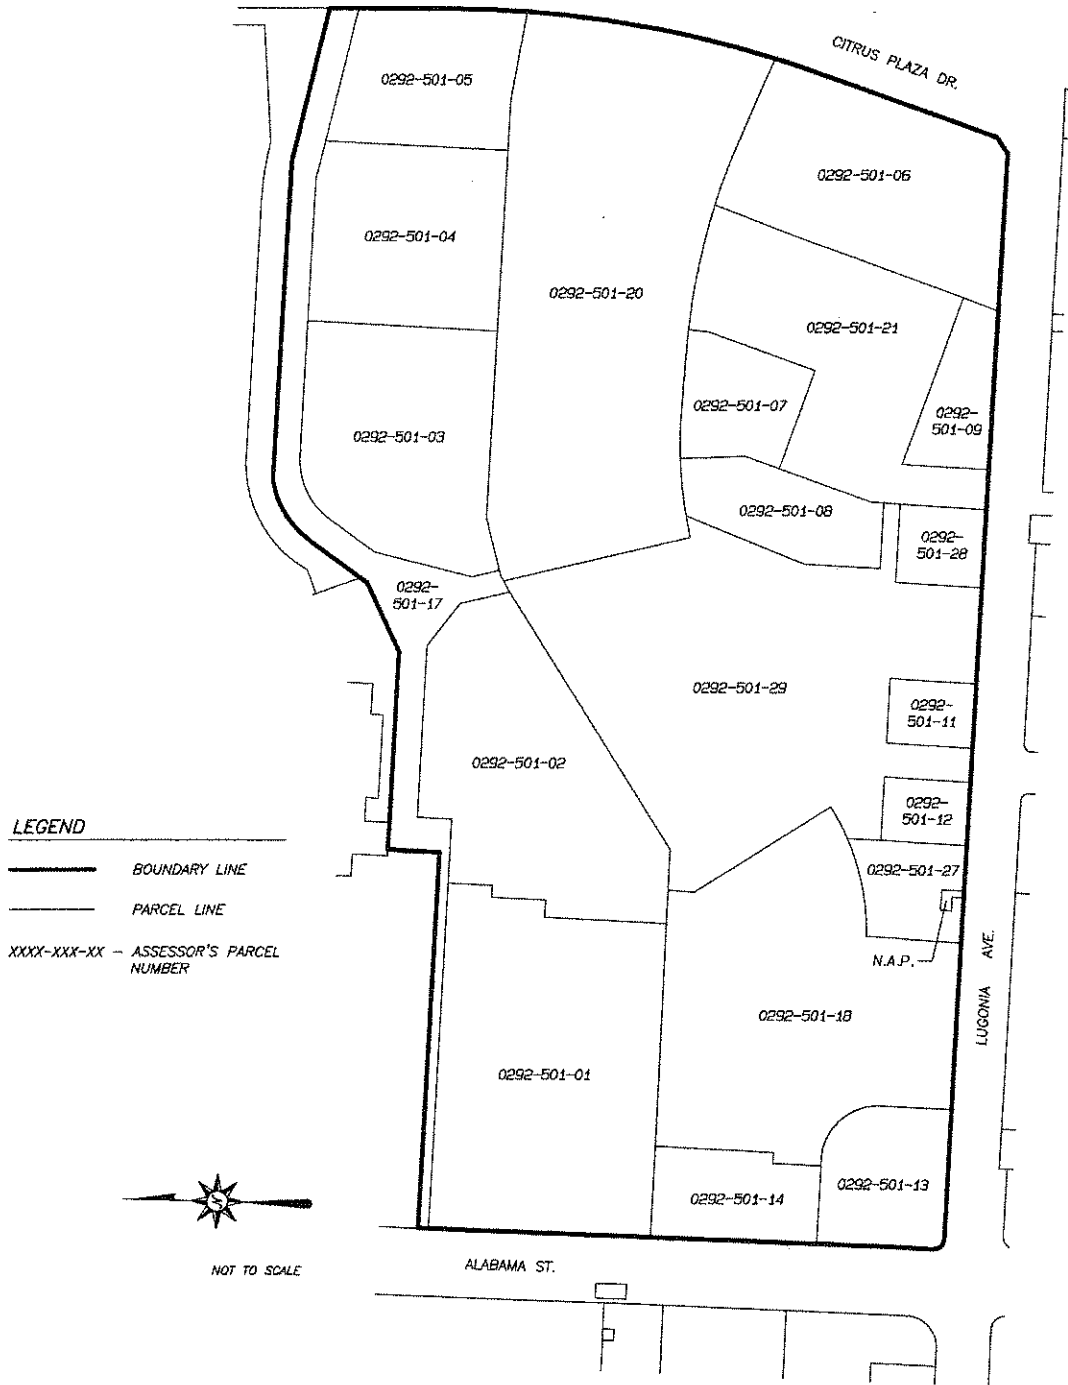 CITRUS PLAZA DR.
0292-501-05
0292-501-06
0292-501-04
0292-501-20
0292-501-21
0292-501-07
0292-
501-09
0292-501-03
0292-501-08
0292-
501-28
0292-
501-17
0292-501-29
0292-
501-11
0292-501-02
0292-
501-12
LEGEND
BOUNDARY LINE
PARCEL LINE
XXXX-XXX-XX - ASSESSOR'S PARCEL
NUMBER
0292-501-27
N.A.P.
LUGONIA AVE.
0292-501-18
0292-501-01
0292-501-14
0292-501-13
N
NOT TO SCALE
ALABAMA ST.